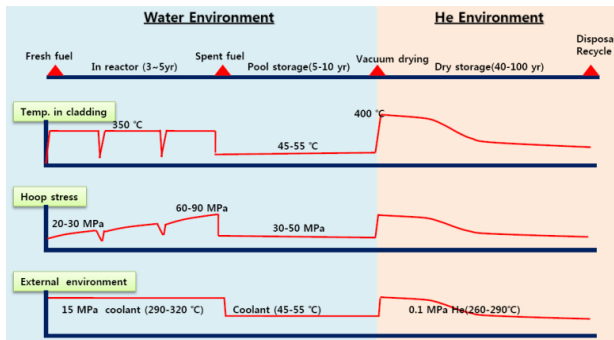 Water Environment
He Environment
Disposa
Recycle
Fresh fuel
In reactor (3~5yr)
Spent fuel
Pool storage(5-10 yr)
Vacuum drying
Dry storage(40-100 yr)
Temp. in cladding
350 ℃
45-55 ℃
400 ℃
Hoop stress
20-30 MPa
60-90 MPa
30-50 MPa
External environment
15 MPa coolant (290-320 ℃)
Coolant (45-55 ℃)
0.1 MPa He(260-290℃)